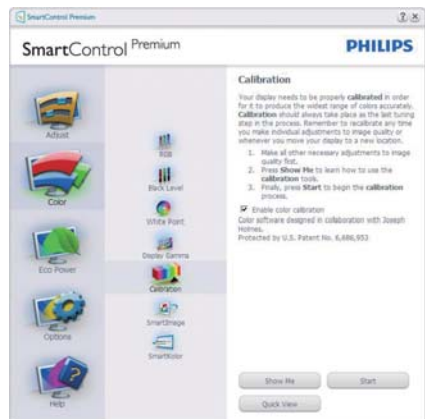 SmartControl Premium
SmartControl Premium
PHILIPS
Adjust
Color
Eco Power
Options
Help
RGB
Black Level
White Point
Display Gamma
Calibration
SmartImage
SmartKolor
Calibration
Your display needs to be properly calibrated in order
for it to produce the widest range of colors accurately.
Calibration should always take place as the last tuning
step in the process. Remember to recalibrate any time
you make individual adjustments to image quality or
whenever you move your display to a new location.
1. Make all other necessary adjustments to image
quality first.
2. Press Show Me to learn how to use the
calibration tools.
3. Finally, press Start to begin the calibration
process.
Enable color calibration
Color software designed in collaboration with Joseph
Holmes.
Protected by U.S. Patent No. 6,686,953
Show Me
Start
Quick View